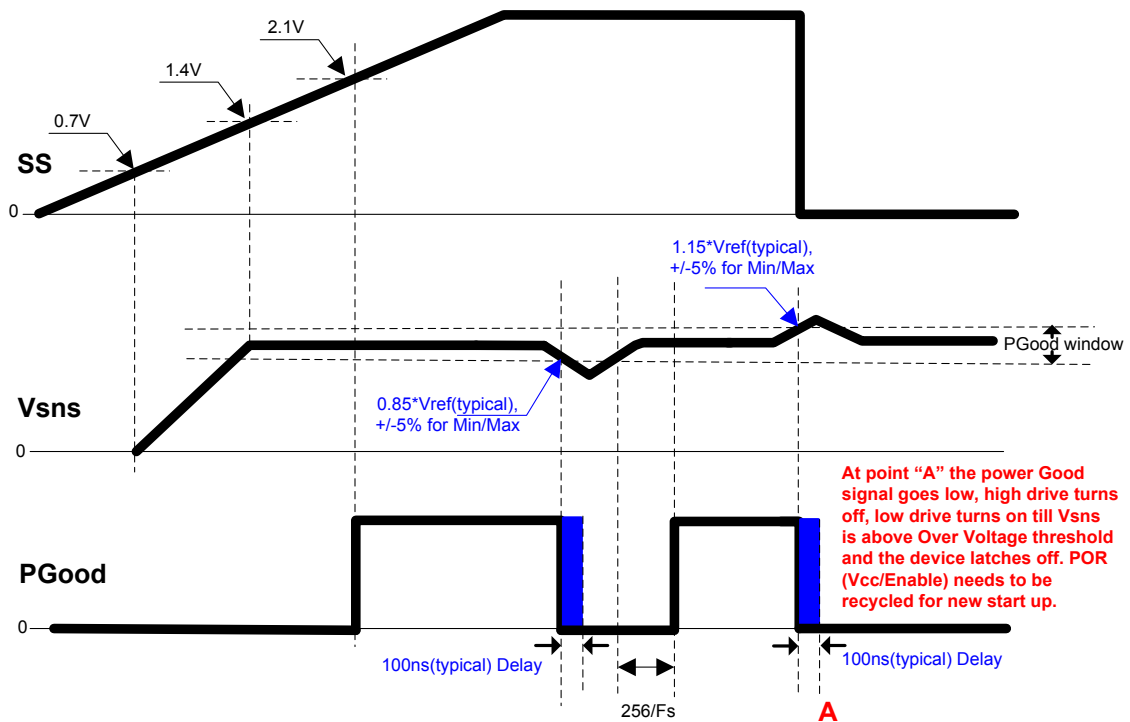 2.1V
1.4V
0.7V
SS
0
1.15*Vref(typical),
+/-5% for Min/Max
PGood window
0.85*Vref(typical),
+/-5% for Min/Max
Vsns
0
At point “A” the power Good
signal goes low, high drive turns
off, low drive turns on till Vsns
is above Over Voltage threshold
and the device latches off. POR
(Vcc/Enable) needs to be
recycled for new start up.
PGood
0
100ns(typical) Delay
100ns(typical) Delay
256/Fs
A